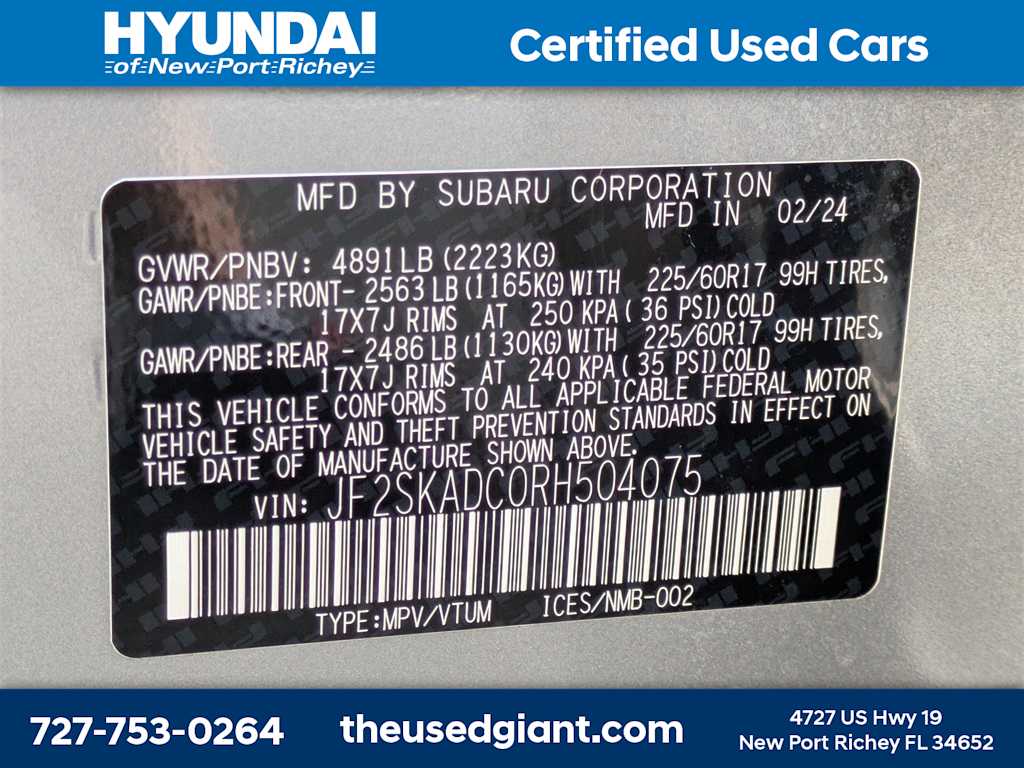 HYUNDAI
of New Port Richey
Certified Used Cars
MFD BY SUBARU CORPORATION
MFD IN 02/24
GVWR/PNBV: 4891LB (2223KG)
GAWR/PNBE:FRONT- 2563 LB (1165KG) WITH 225/60R17 99H TIRES,
17X7J RIMS AT 250 KPA ( 36 PSI) COLD
GAWR/PNBE:REAR - 2486 LB (1130KG) WITH 225/60R17 99H TIRES,
17X7J RIMS AT 240 KPA (35 PSI) COLD
THIS VEHICLE CONFORMS TO ALL APPLICABLE FEDERAL MOTOR
VEHICLE SAFETY AND THEFT PREVENTION STANDARDS IN EFFECT ON
THE DATE OF MANUFACTURE SHOWN ABOVE.
VIN: JF2SKADC0RH504075
TYPE:MPV/VTUM ICES/NMB-002
727-753-0264
theusedgiant.com
4727 US Hwy 19
New Port Richey FL 34652